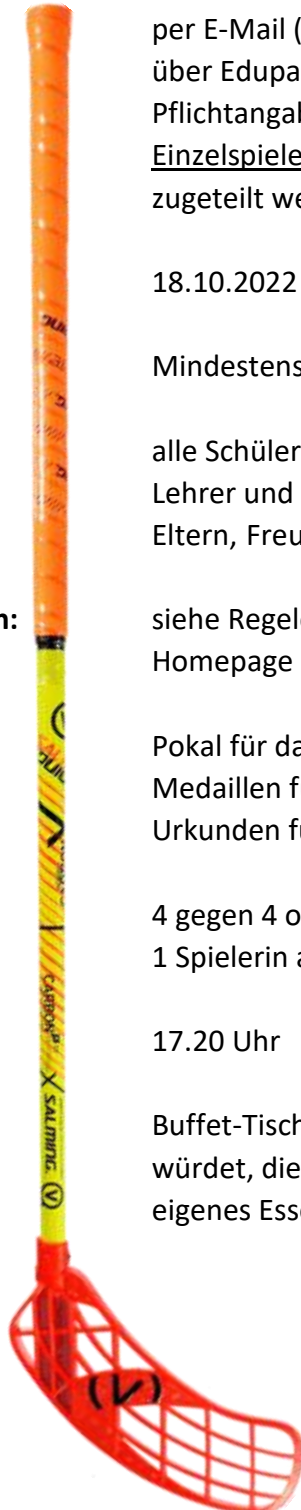 per E-Mail (
über Edupa
Pflichtangab
Einzelspiele
zugeteilt we
18.10.2022
Mindestens
alle Schüler
Lehrer und
Eltern, Freu
n:
siehe Regel
Homepage
Pokal für da
Medaillen f
Urkunden fü
4 gegen 4 o
1 Spielerin a
17.20 Uhr
Buffet-Tisch
würdet, die
eigenes Esse
CARBON
X SALMING.
(V)